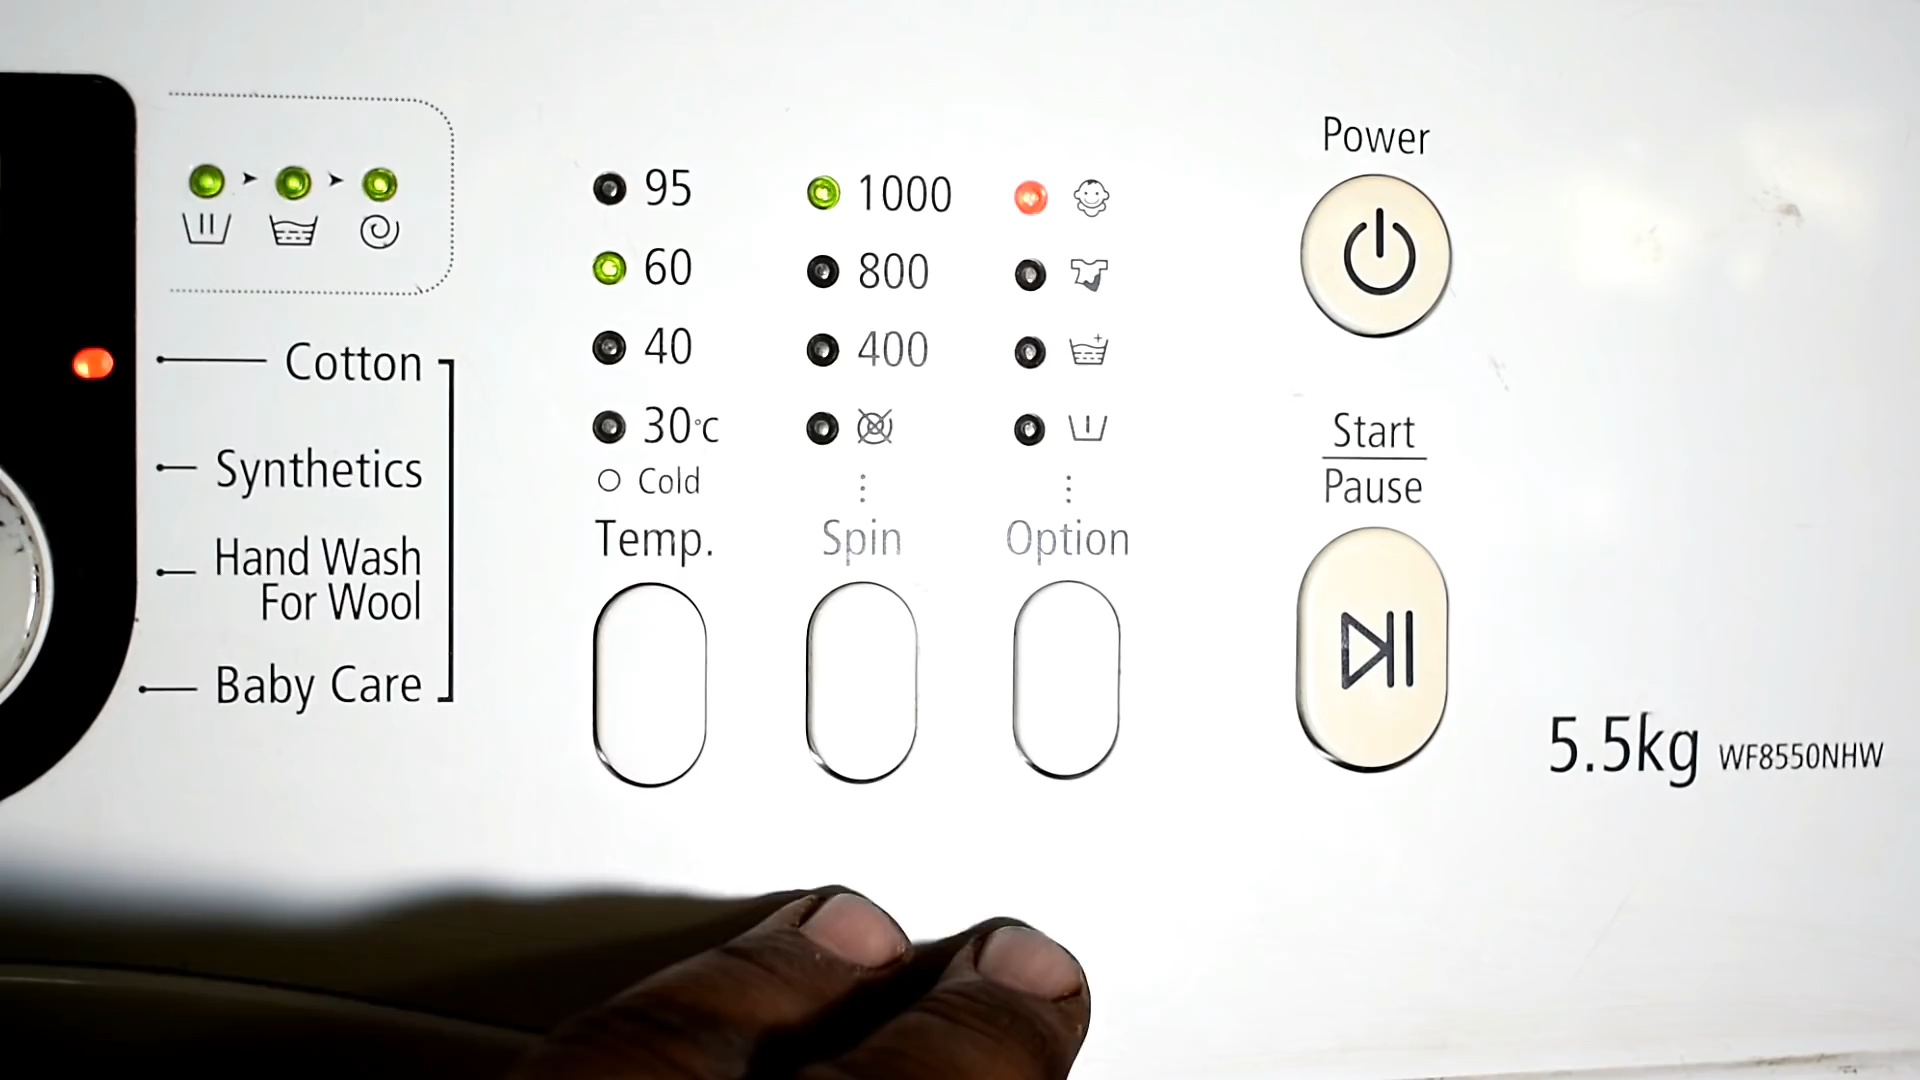 Cotton
Synthetics
Hand Wash
For Wool
Baby Care
95
60
40
30°C
Cold
Temp.
1000
800
400
Spin
Option
Power
Start
Pause
5.5kg WF8550NHW